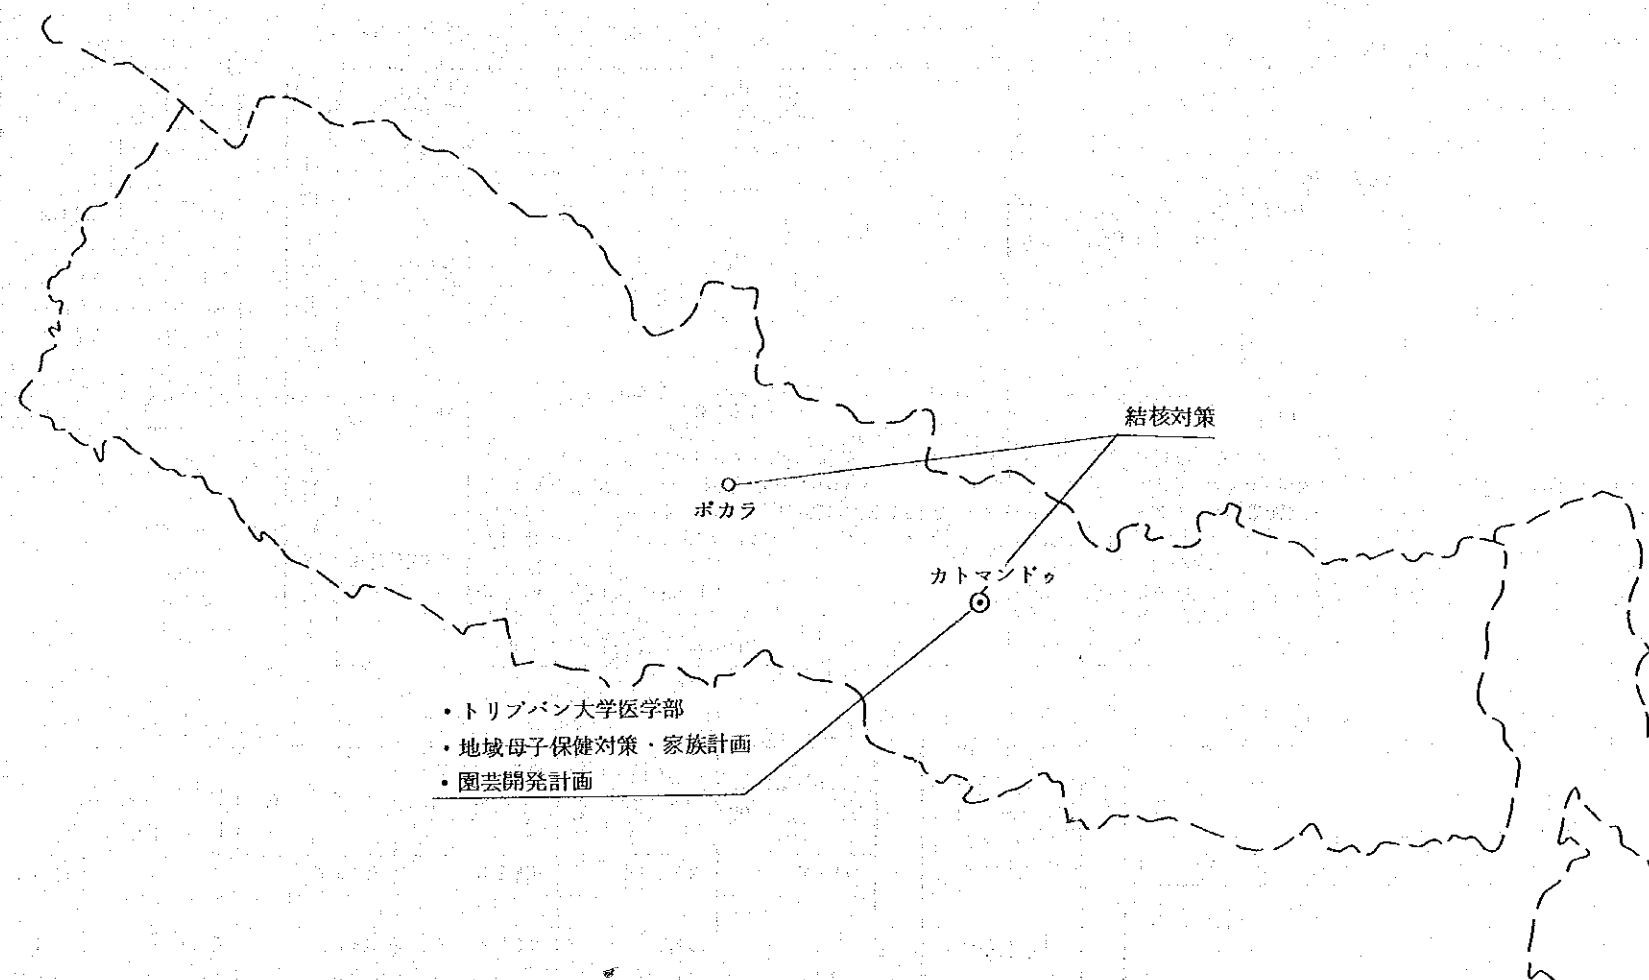 結核対策
ポカラ
カトマンドゥ
・トリブバン大学医学部
・地域母子保健対策・家族計画
・園芸開発計画